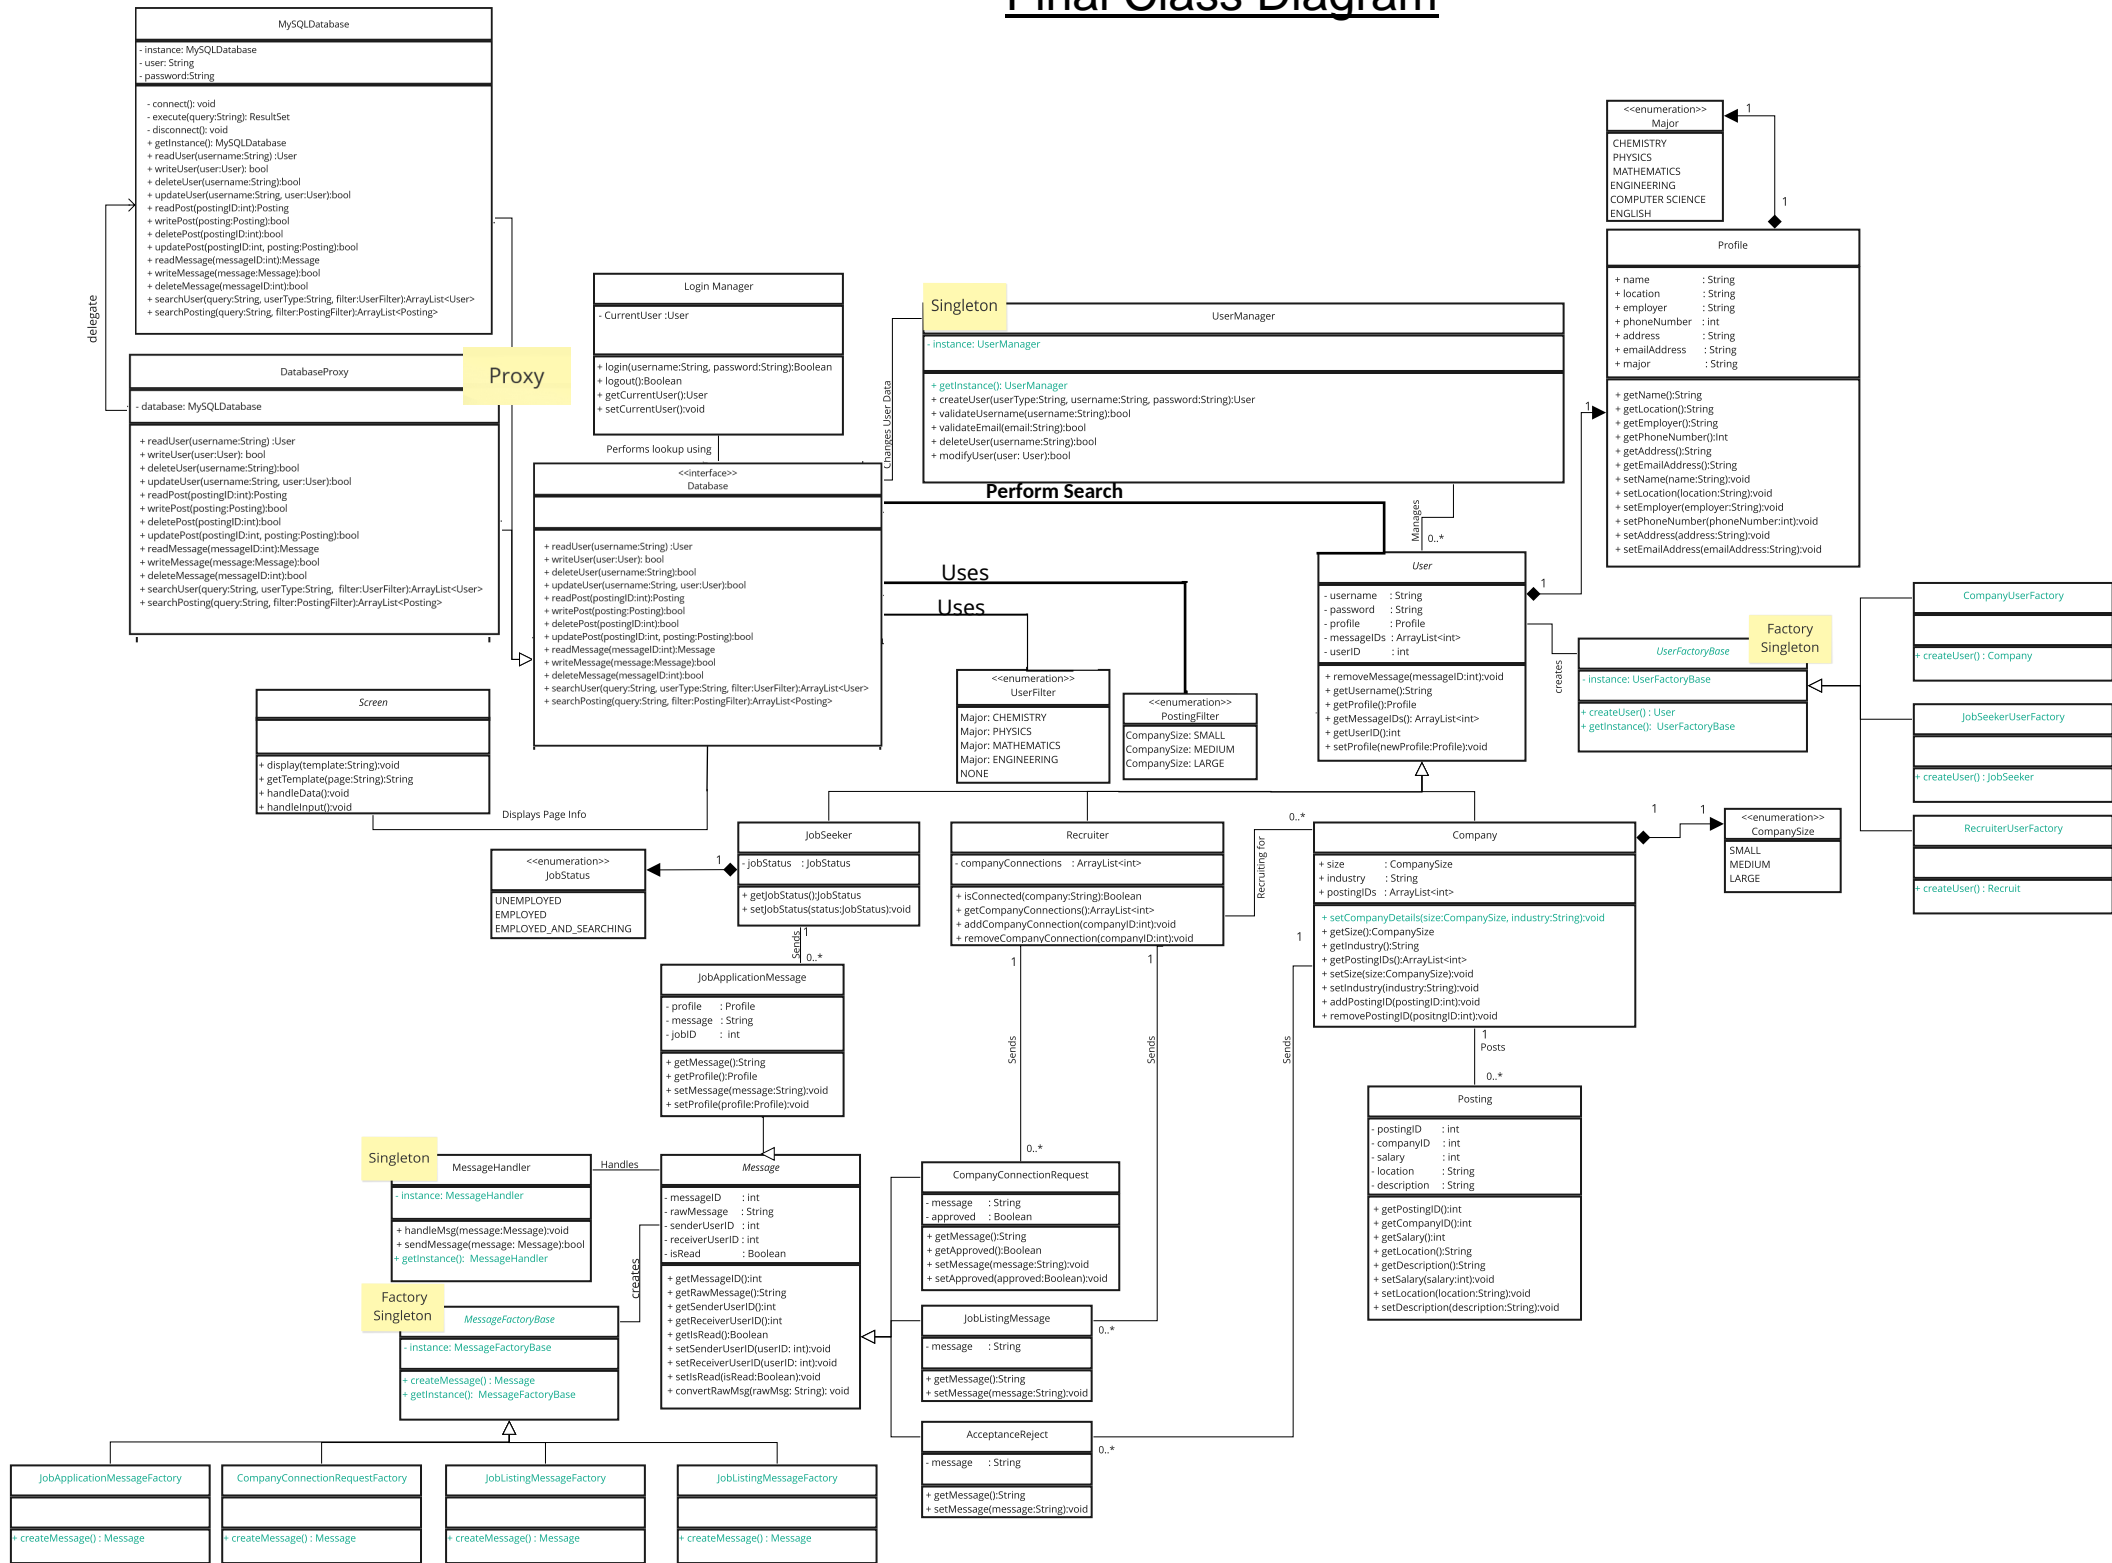 Final Class Diagram
MySQLDatabase
- instance: MySQLDatabase
- user: String
- password:String
- connect(): void
- execute(query:String): ResultSet
- disconnect(): void
+ getInstance(): MySQLDatabase
+ readUser(username:String) :User
+ writeUser(user:User): bool
+ deleteUser(username:String):bool
+ updateUser(username:String, user:User):bool
+ readPost(postingID:int):Posting
+ writePost(posting:Posting):bool
+ deletePost(postingID:int):bool
+ updatePost(postingID:int, posting:Posting):bool
+ readMessage(messageID:int):Message
+ writeMessage(message:Message):bool
+ deleteMessage(messageID:int):bool
+ searchUser(query:String, userType:String, filter:UserFilter):ArrayList<User>
+ searchPosting(query:String, filter:PostingFilter):ArrayList<Posting>
delegate
DatabaseProxy
Proxy
- database: MySQLDatabase
+ readUser(username:String) :User
+ writeUser(user:User): bool
+ deleteUser(username:String):bool
+ updateUser(username:String, user:User):bool
+ readPost(postingID:int):Posting
+ writePost(posting:Posting):bool
+ deletePost(postingID:int):bool
+ updatePost(postingID:int, posting:Posting):bool
+ readMessage(messageID:int):Message
+ writeMessage(message:Message):bool
+ deleteMessage(messageID:int):bool
+ searchUser(query:String, userType:String,  filter:UserFilter):ArrayList<User>
+ searchPosting(query:String, filter:PostingFilter):ArrayList<Posting>
Login Manager
- CurrentUser :User
+ login(username:String, password:String):Boolean
+ logout():Boolean
+ getCurrentUser():User
+ setCurrentUser():void
Performs lookup using
<<interface>>
Database
+ readUser(username:String) :User
+ writeUser(user:User): bool
+ deleteUser(username:String):bool
+ updateUser(username:String, user:User):bool
+ readPost(postingID:int):Posting
+ writePost(posting:Posting):bool
+ deletePost(postingID:int):bool
+ updatePost(postingID:int, posting:Posting):bool
+ readMessage(messageID:int):Message
+ writeMessage(message:Message):bool
+ deleteMessage(messageID:int):bool
+ searchUser(query:String, userType:String, filter:UserFilter):ArrayList<User>
+ searchPosting(query:String, filter:PostingFilter):ArrayList<Posting>
Changes User Data
Singleton
UserManager
- instance: UserManager
+ getInstance(): UserManager
+ createUser(userType:String, username:String, password:String):User
+ validateUsername(username:String):bool
+ validateEmail(email:String):bool
+ deleteUser(username:String):bool
+ modifyUser(user: User):bool
Perform Search
Manages
0..*
Uses
Uses
<<enumeration>>
UserFilter
Major: CHEMISTRY
Major: PHYSICS
Major: MATHEMATICS
Major: ENGINEERING
NONE
<<enumeration>>
PostingFilter
CompanySize: SMALL
CompanySize: MEDIUM
CompanySize: LARGE
<<enumeration>>
Major
CHEMISTRY
PHYSICS
MATHEMATICS
ENGINEERING
COMPUTER SCIENCE
ENGLISH
1
1
Profile
+ name : String
+ location : String
+ employer : String
+ phoneNumber : int
+ address : String
+ emailAddress : String
+ major : String
+ getName():String
+ getLocation():String
+ getEmployer():String
+ getPhoneNumber():Int
+ getAddress():String
+ getEmailAddress():String
+ setName(name:String):void
+ setLocation(location:String):void
+ setEmployer(employer:String):void
+ setPhoneNumber(phoneNumber:int):void
+ setAddress(address:String):void
+ setEmailAddress(emailAddress:String):void
1
1
User
- username : String
- password : String
- profile : Profile
- messageIDs : ArrayList<int>
- userID : int
+ removeMessage(messageID:int):void
+ getUsername():String
+ getProfile():Profile
+ getMessageIDs(): ArrayList<int>
+ getUserID():int
+ setProfile(newProfile:Profile):void
creates
Factory
Singleton
UserFactoryBase
- instance: UserFactoryBase
+ createUser() : User
+ getInstance():  UserFactoryBase
CompanyUserFactory
+ createUser() : Company
JobSeekerUserFactory
+ createUser() : JobSeeker
RecruiterUserFactory
+ createUser() : Recruit
Screen
+ display(template:String):void
+ getTemplate(page:String):String
+ handleData():void
+ handleInput():void
Displays Page Info
<<enumeration>>
JobStatus
UNEMPLOYED
EMPLOYED
EMPLOYED_AND_SEARCHING
1
JobSeeker
- jobStatus : JobStatus
+ getJobStatus():JobStatus
+ setJobStatus(status:JobStatus):void
Recruiter
- companyConnections : ArrayList<int>
+ isConnected(company:String):Boolean
+ getCompanyConnections():ArrayList<int>
+ addCompanyConnection(companyID:int):void
+ removeCompanyConnection(companyID:int):void
0..*
Recruiting for
Company
+ size : CompanySize
+ industry : String
+ postingIDs : ArrayList<int>
+ setCompanyDetails(size:CompanySize, industry:String):void
+ getSize():CompanySize
+ getIndustry():String
+ getPostingIDs():ArrayList<int>
+ setSize(size:CompanySize):void
+ setIndustry(industry:String):void
+ addPostingID(postingID:int):void
+ removePostingID(positngID:int):void
1
1
<<enumeration>>
CompanySize
SMALL
MEDIUM
LARGE
Sends
1
0..*
JobApplicationMessage
- profile : Profile
- message : String
- jobID : int
+ getMessage():String
+ getProfile():Profile
+ setMessage(message:String):void
+ setProfile(profile:Profile):void
1
Sends
0..*
1
Sends
0..*
1
Sends
0..*
1
Posts
0..*
Posting
- postingID : int
- companyID : int
- salary : int
- location : String
- description : String
+ getPostingID():int
+ getCompanyID():int
+ getSalary():int
+ getLocation():String
+ getDescription():String
+ setSalary(salary:int):void
+ setLocation(location:String):void
+ setDescription(description:String):void
Singleton
MessageHandler
- instance: MessageHandler
+ handleMsg(message:Message):void
+ sendMessage(message: Message):bool
+ getInstance():  MessageHandler
Handles
Message
- messageID : int
- rawMessage : String
- senderUserID : int
- receiverUserID : int
- isRead : Boolean
+ getMessageID():int
+ getRawMessage():String
+ getSenderUserID():int
+ getReceiverUserID():int
+ getIsRead():Boolean
+ setSenderUserID(userID: int):void
+ setReceiverUserID(userID: int):void
+ setIsRead(isRead:Boolean):void
+ convertRawMsg(rawMsg: String): void
creates
Factory
Singleton
MessageFactoryBase
- instance: MessageFactoryBase
+ createMessage() : Message
+ getInstance():  MessageFactoryBase
CompanyConnectionRequest
- message : String
- approved : Boolean
+ getMessage():String
+ getApproved():Boolean
+ setMessage(message:String):void
+ setApproved(approved:Boolean):void
JobListingMessage
- message : String
+ getMessage():String
+ setMessage(message:String):void
AcceptanceReject
- message : String
+ getMessage():String
+ setMessage(message:String):void
JobApplicationMessageFactory
+ createMessage() : Message
CompanyConnectionRequestFactory
+ createMessage() : Message
JobListingMessageFactory
+ createMessage() : Message
JobListingMessageFactory
+ createMessage() : Message